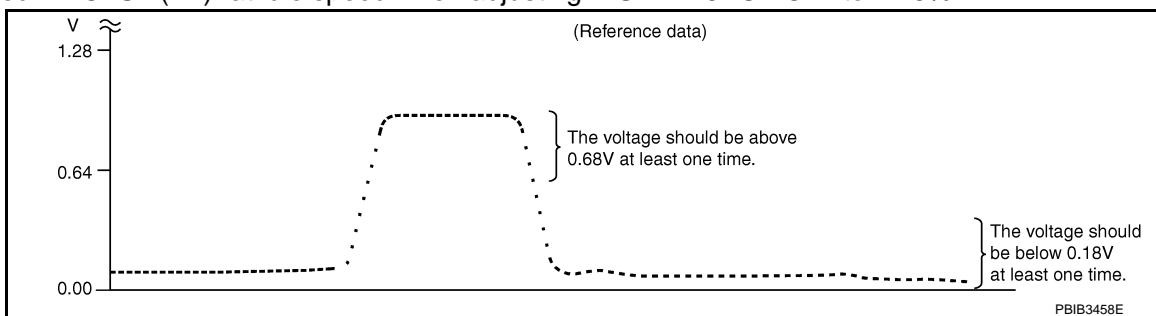 V
(Reference data)
1.28
The voltage should be above
0.68V at least one time.
0.64
The voltage should
be below 0.18V
at least one time.
0.00
PBIB3458E